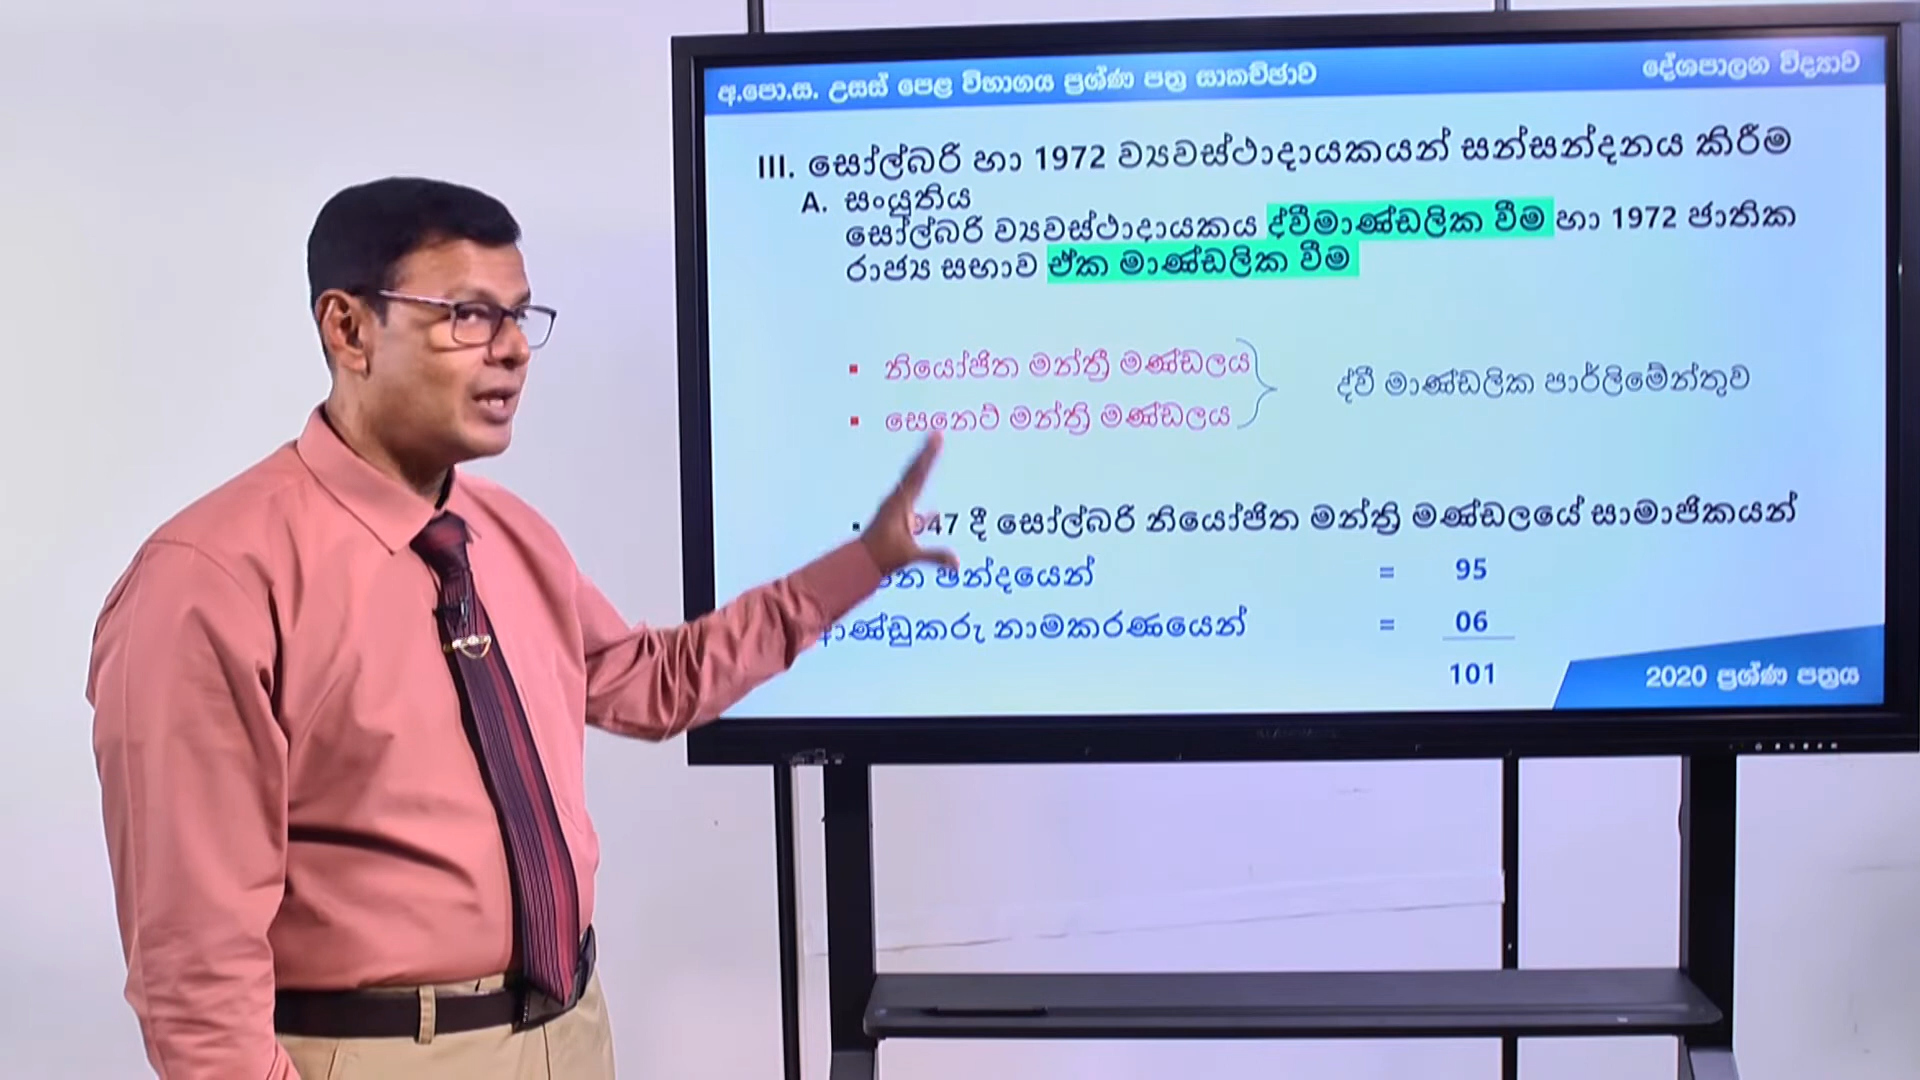 අ.පො.ස. උසස් පෙළ විභාගය ප්‍රශ්ණ පත්‍ර සාකච්ඡාව
දේශපාලන විද්‍යාව
III. සෝල්බරි හා 1972 ව්‍යවස්ථාදායකයන් සන්සන්දනය කිරීම
A. සංයුතිය
සෝල්බරි ව්‍යවස්ථාදායකය ද්වීමාණ්ඩලික වීම හා 1972 ජාතික
රාජ්‍ය සභාව ඒක මාණ්ඩලික වීම
▪ නියෝජිත මන්ත්‍රී මණ්ඩලය
▪ සෙනෙට් මන්ත්‍රි මණ්ඩලය
ද්වී මාණ්ඩලික පාර්ලිමේන්තුව
▪ 47 දී සෝල්බරි නියෝජිත මන්ත්‍රි මණ්ඩලයේ සාමාජිකයන්
ඡන්දයෙන් = 95
ආණ්ඩුකරු නාමකරණයෙන් = 06
101
2020 ප්‍රශ්ණ පත්‍රය